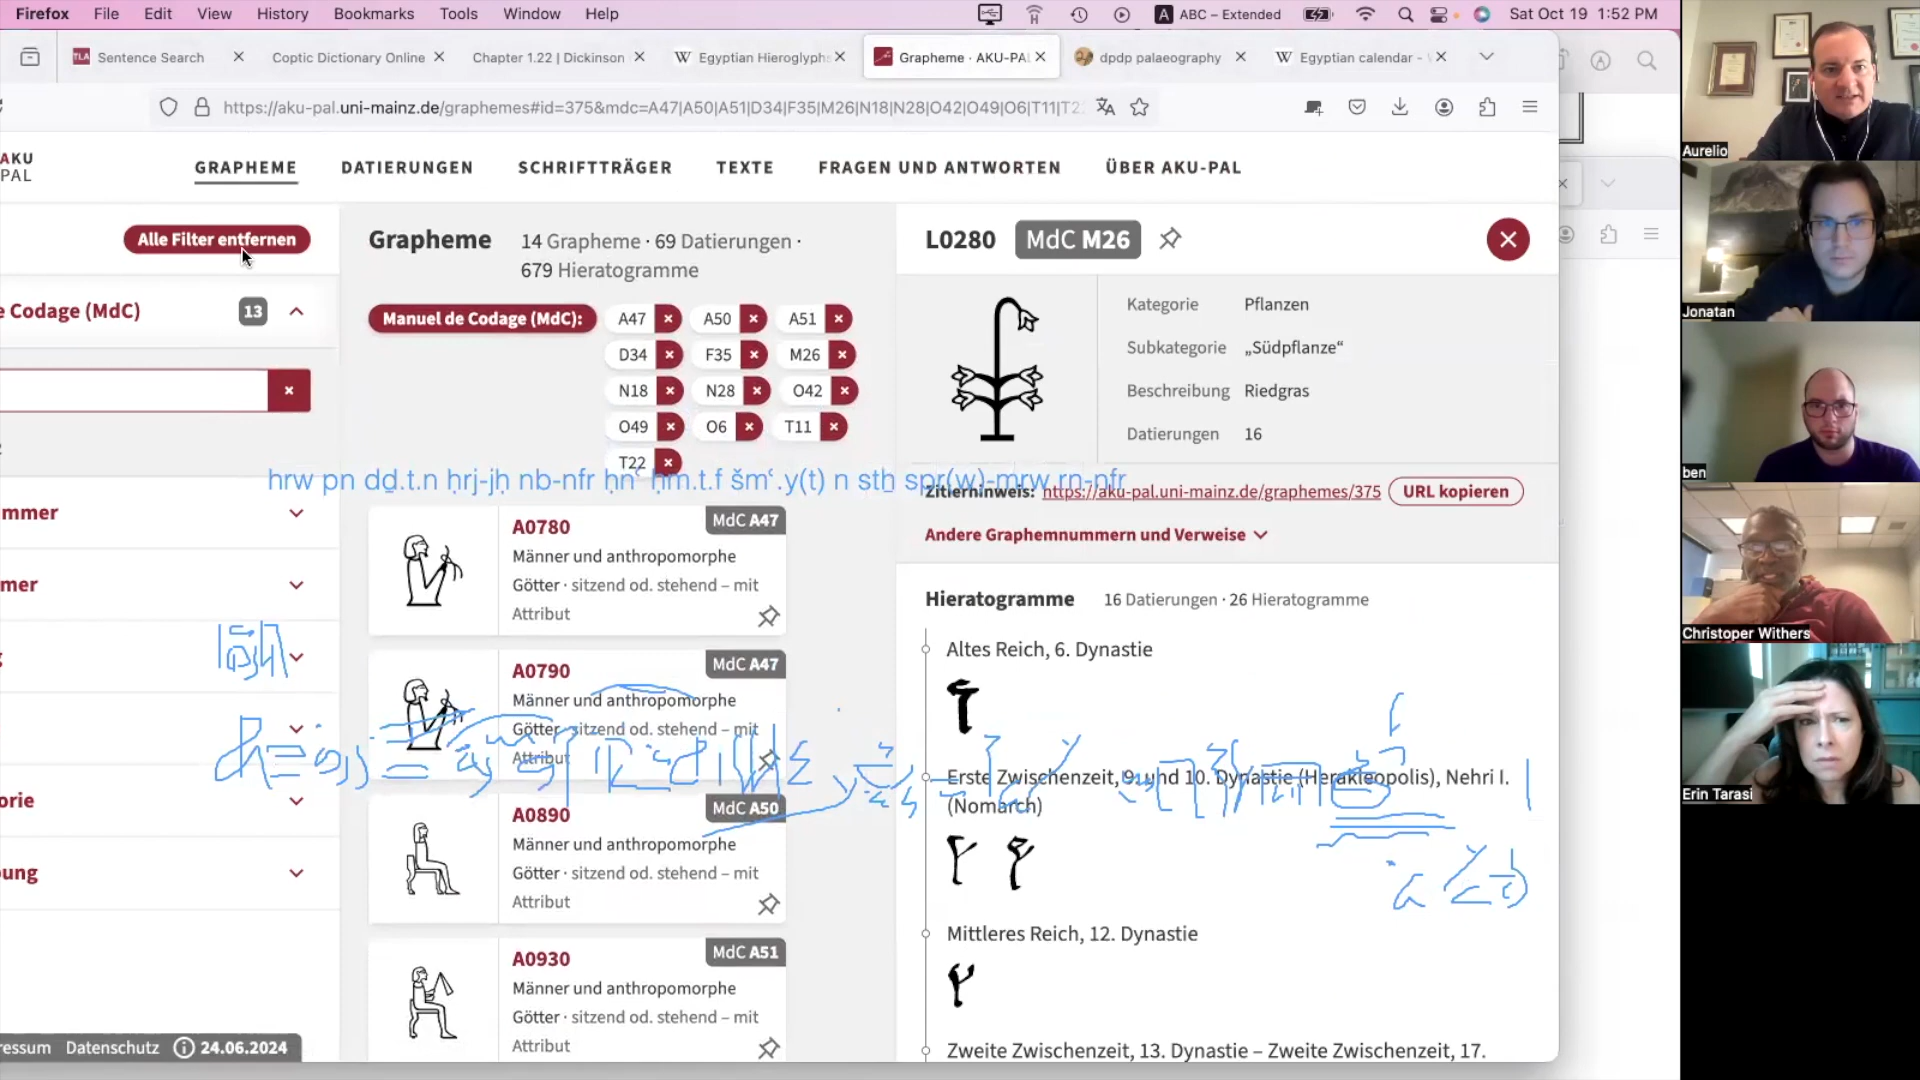 Firefox File Edit View History Bookmarks Tools Window Help ABC – Extended Sat Oct 19 1:52 PM
TLA Sentence Search Coptic Dictionary Online Chapter 1.22 | Dickinson Egyptian Hieroglyphs Grapheme · AKU-PAL dpdp palaeography Egyptian calendar -
https://aku-pal.uni-mainz.de/graphemes#id=375&mdc=A47|A50|A51|D34|F35|M26|N18|N28|O42|O49|O6|T11|T2
AKU PAL
GRAPHEME DATIERUNGEN SCHRIFTTRÄGER TEXTE FRAGEN UND ANTWORTEN ÜBER AKU-PAL
Alle Filter entfernen
e Codage (MdC) 13
mmer
mer
orie
ung
ressum Datenschutz 24.06.2024
Grapheme 14 Grapheme · 69 Datierungen ·
679 Hieratogramme
Manuel de Codage (MdC): A47 A50 A51
D34 F35 M26
N18 N28 O42
O49 O6 T11
T22
hrw pn dd̲.t.n ḥrj-jḥ nb-nfr ḥnꜥ ḥm.t.f šmꜥ.y(t) n stẖ spr(w)-mrw rn-nfr
A0780 MdC A47
Männer und anthropomorphe
Götter · sitzend od. stehend – mit
Attribut
A0790 MdC A47
Männer und anthropomorphe
Götter · sitzend od. stehend – mit
Attribut
A0890 MdC A50
Männer und anthropomorphe
Götter · sitzend od. stehend – mit
Attribut
A0930 MdC A51
Männer und anthropomorphe
Götter · sitzend od. stehend – mit
Attribut
L0280 MdC M26
Kategorie Pflanzen
Subkategorie „Südpflanze“
Beschreibung Riedgras
Datierungen 16
Zitierhinweis: https://aku-pal.uni-mainz.de/graphemes/375 URL kopieren
Andere Graphemnummern und Verweise
Hieratogramme 16 Datierungen · 26 Hieratogramme
Altes Reich, 6. Dynastie
Erste Zwischenzeit, 9. und 10. Dynastie (Herakleopolis), Nehri I.
(Nomarch)
Mittleres Reich, 12. Dynastie
Zweite Zwischenzeit, 13. Dynastie – Zweite Zwischenzeit, 17.
Aurelio
Jonatan
ben
Christoper Withers
Erin Tarasi